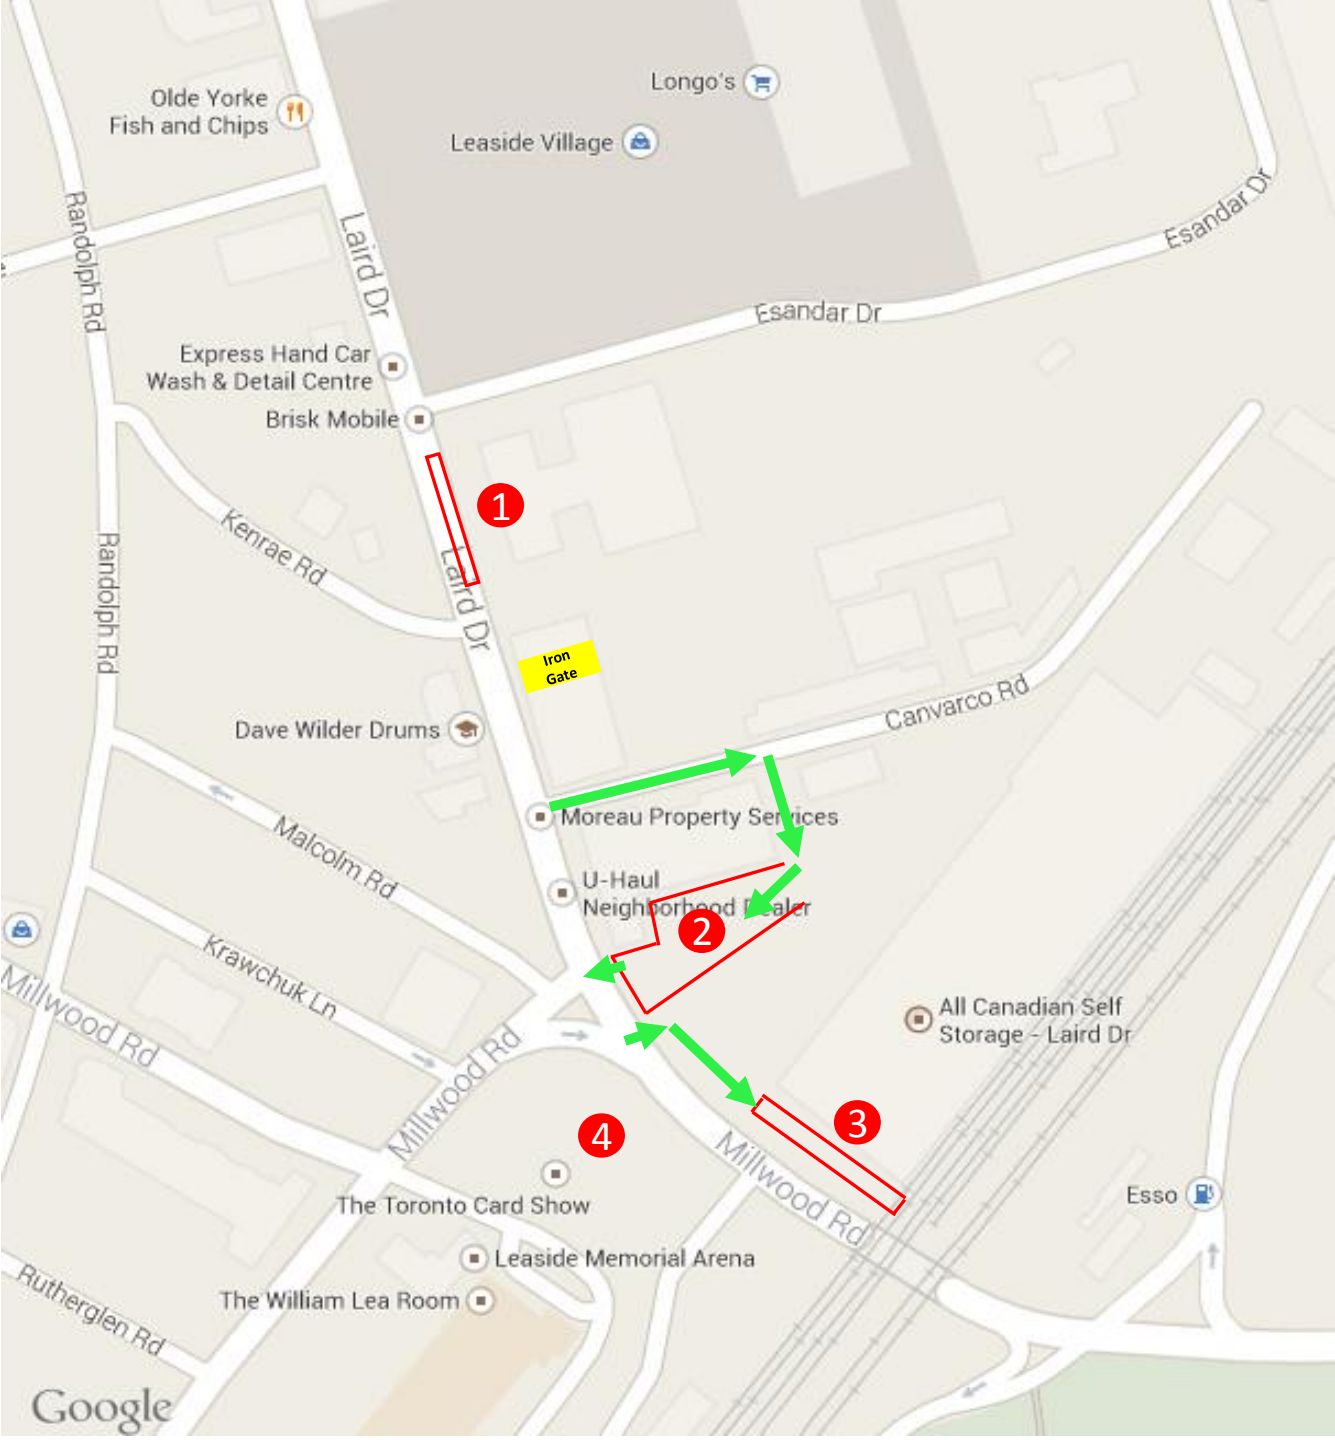 Longo's
Olde Yorke
Fish and Chips
Leaside Village
Randolph Rd
Laird Dr
Esandar Dr
Esandar Dr
Express Hand Car
Wash & Detail Centre
Brisk Mobile
1
Kenrae Rd
Randolph Rd
Laird Dr
Iron
Gate
Canvarco Rd
Dave Wilder Drums
Moreau Property Services
Malcolm Rd
U-Haul
Neighborhood Dealer
2
Krawchuk Ln
Millwood Rd
All Canadian Self
Storage - Laird Dr
Millwood Rd
3
4
Millwood Rd
The Toronto Card Show
Esso
Leaside Memorial Arena
The William Lea Room
Rutherglen Rd
Google